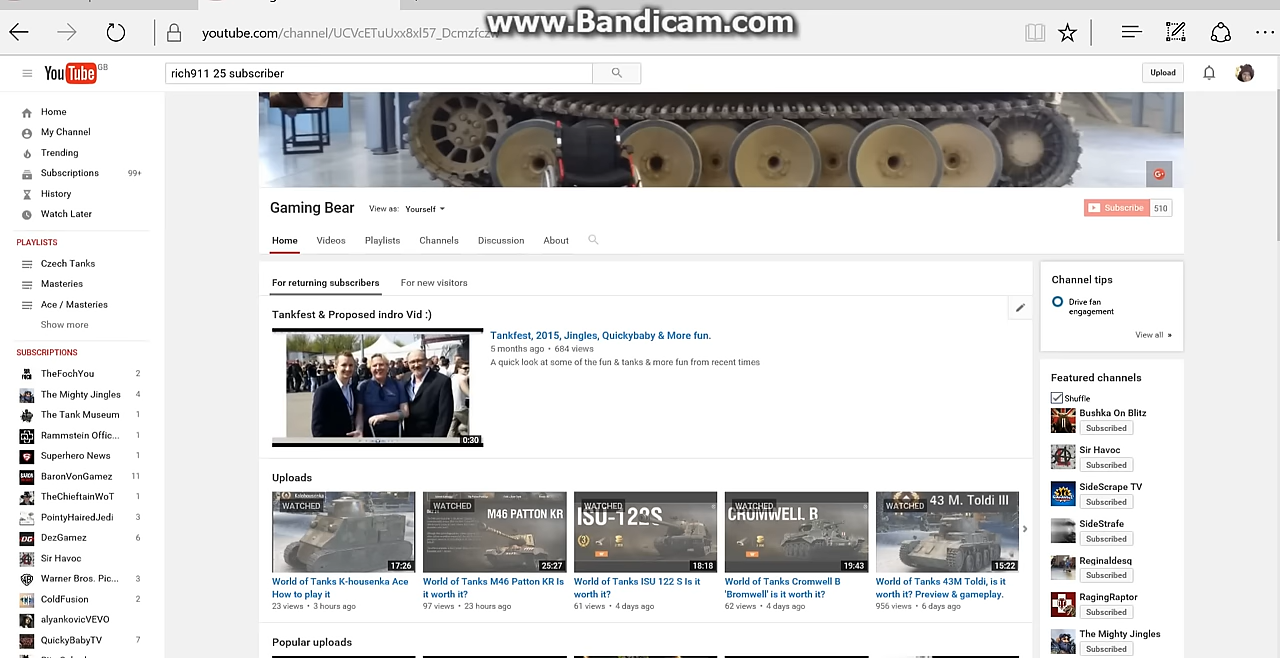 www.Bandicam.com
youtube.com/channel/UCVcETuUxx8xl57_Dcmzfczw
YouTube GB
rich911 25 subscriber
Upload
Home
My Channel
Trending
Subscriptions 99+
History
Watch Later
PLAYLISTS
Czech Tanks
Masteries
Ace / Masteries
Show more
SUBSCRIPTIONS
TheFochYou 2
The Mighty Jingles 4
The Tank Museum 1
Rammstein Offic... 1
Superhero News 1
BaronVonGamez 11
TheChieftainWoT 1
PointyHairedJedi 3
DezGamez 6
Sir Havoc
Warner Bros. Pic... 3
ColdFusion 2
alyankovicVEVO
QuickyBabyTV 7
Gaming Bear View as: Yourself
Subscribe 510
Home Videos Playlists Channels Discussion About
For returning subscribers For new visitors
Tankfest & Proposed indro Vid :)
0:30
Tankfest, 2015, Jingles, Quickybaby & More fun.
5 months ago • 684 views
A quick look at some of the fun & tanks & more fun from recent times
Uploads
WATCHED
17:26
World of Tanks K-housenka Ace
How to play it
23 views • 3 hours ago
WATCHED
M46 PATTON KR
25:27
World of Tanks M46 Patton KR Is
it worth it?
97 views • 23 hours ago
WATCHED
ISU-122S
18:18
World of Tanks ISU 122 S Is it
worth it?
61 views • 4 days ago
WATCHED
CROMWELL B
19:43
World of Tanks Cromwell B
'Bromwell' is it worth it?
62 views • 4 days ago
WATCHED
43 M. Toldi III
15:22
World of Tanks 43M Toldi, is it
worth it? Preview & gameplay.
956 views • 6 days ago
Popular uploads
Channel tips
Drive fan
engagement
View all »
Featured channels
Shuffle
Bushka On Blitz
Subscribed
Sir Havoc
Subscribed
SideScrape TV
Subscribed
SideStrafe
Subscribed
Reginaldesq
Subscribed
RagingRaptor
Subscribed
The Mighty Jingles
Subscribed